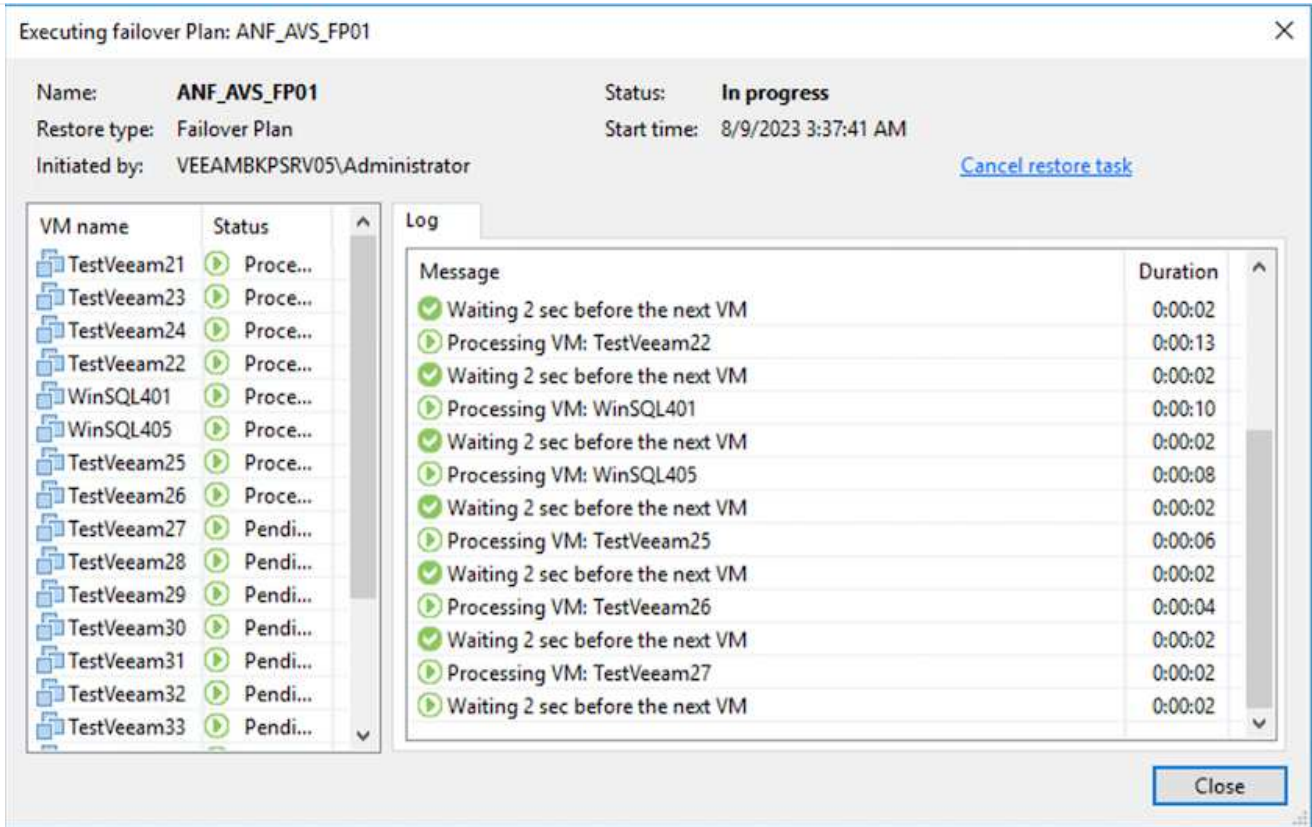 Executing failover Plan: ANF_AVS_FP01
Name: ANF_AVS_FP01 Status: In progress
Restore type: Failover Plan Start time: 8/9/2023 3:37:41 AM
Initiated by: VEEAMBKPSRV05\Administrator Cancel restore task
VM name Status
TestVeeam21 Proce...
TestVeeam23 Proce...
TestVeeam24 Proce...
TestVeeam22 Proce...
WinSQL401 Proce...
WinSQL405 Proce...
TestVeeam25 Proce...
TestVeeam26 Proce...
TestVeeam27 Pendi...
TestVeeam28 Pendi...
TestVeeam29 Pendi...
TestVeeam30 Pendi...
TestVeeam31 Pendi...
TestVeeam32 Pendi...
TestVeeam33 Pendi...
Log
Message Duration
Waiting 2 sec before the next VM 0:00:02
Processing VM: TestVeeam22 0:00:13
Waiting 2 sec before the next VM 0:00:02
Processing VM: WinSQL401 0:00:10
Waiting 2 sec before the next VM 0:00:02
Processing VM: WinSQL405 0:00:08
Waiting 2 sec before the next VM 0:00:02
Processing VM: TestVeeam25 0:00:06
Waiting 2 sec before the next VM 0:00:02
Processing VM: TestVeeam26 0:00:04
Waiting 2 sec before the next VM 0:00:02
Processing VM: TestVeeam27 0:00:02
Waiting 2 sec before the next VM 0:00:02
Close